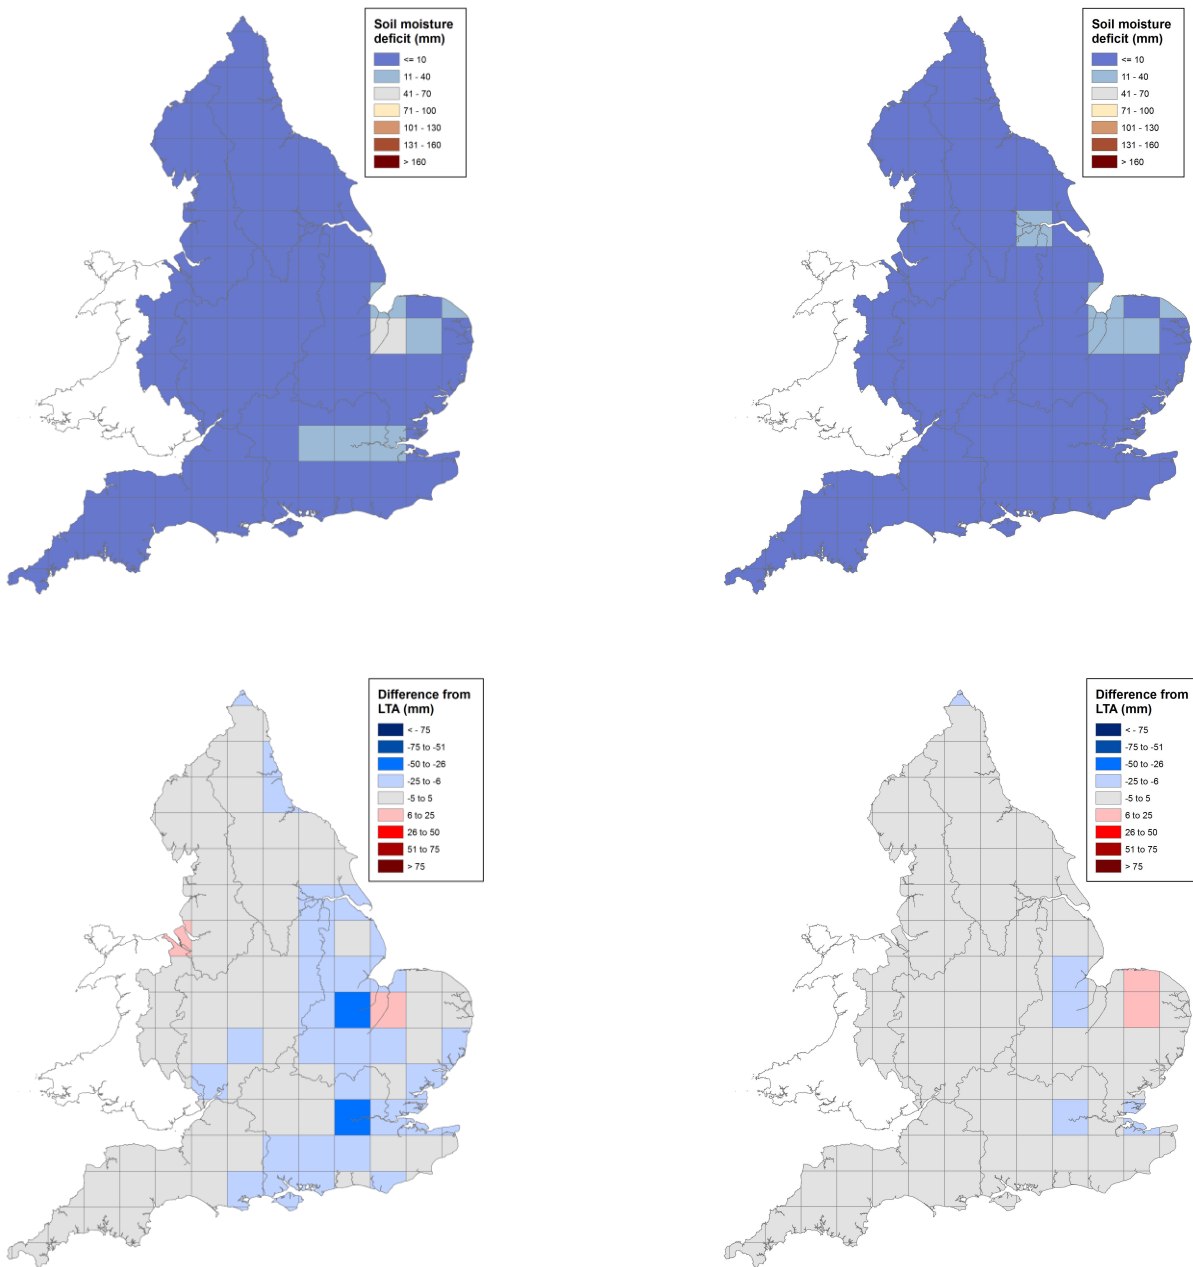 Soil moisture
deficit (mm)
<= 10
11 - 40
41 - 70
71 - 100
101 - 130
131 - 160
> 160
Soil moisture
deficit (mm)
<= 10
11 - 40
41 - 70
71 - 100
101 - 130
131 - 160
> 160
Difference from
LTA (mm)
< - 75
-75 to -51
-50 to -26
-25 to -6
-5 to 5
6 to 25
26 to 50
51 to 75
> 75
Difference from
LTA (mm)
< - 75
-75 to -51
-50 to -26
-25 to -6
-5 to 5
6 to 25
26 to 50
51 to 75
> 75